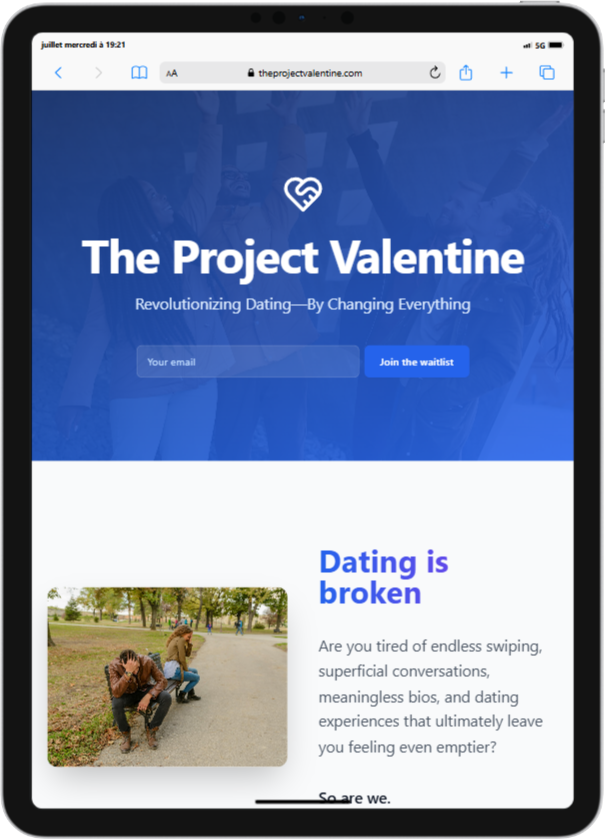 juillet mercredi à 19:21
5G
AA
theprojectvalentine.com
The Project Valentine
Revolutionizing Dating—By Changing Everything
Your email
Join the waitlist
Dating is
broken
Are you tired of endless swiping,
superficial conversations,
meaningless bios, and dating
experiences that ultimately leave
you feeling even emptier?
So are we.